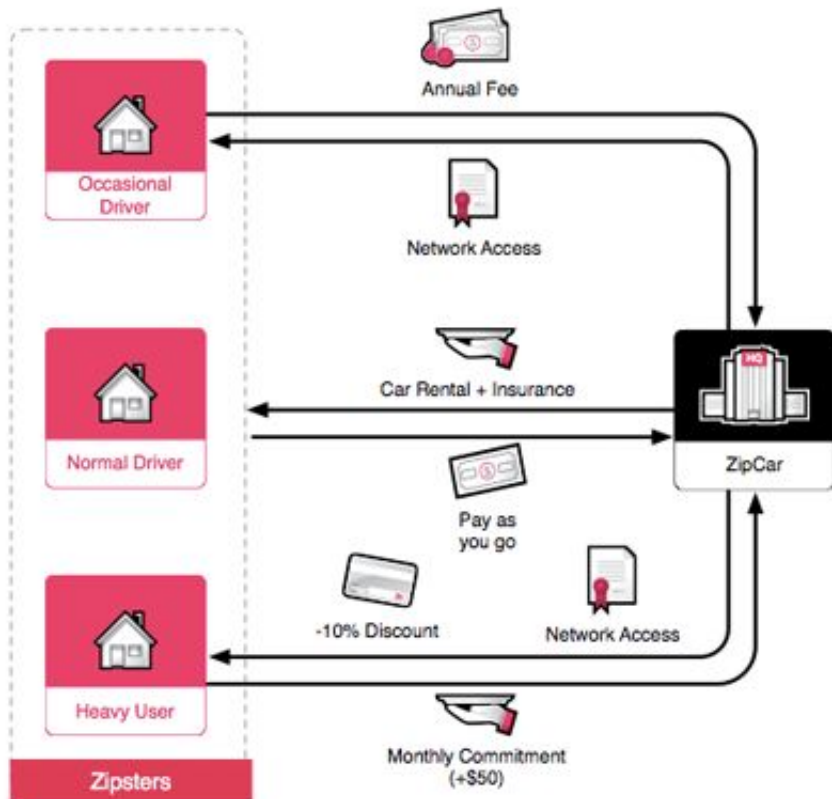 Annual Fee
Occasional
Driver
Network Access
HQ
Car Rental + Insurance
Normal Driver
ZipCar
Pay as
you go
-10% Discount
Network Access
Heavy User
Monthly Commitment
(+$50)
Zipsters